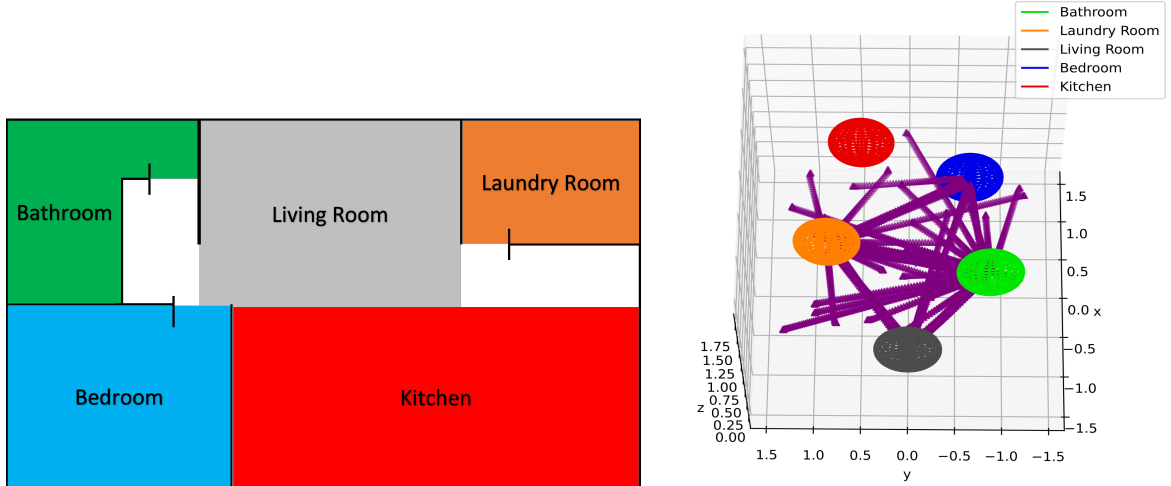 Bathroom
Living Room
Laundry Room
Bedroom
Kitchen
Bathroom
Laundry Room
Living Room
Bedroom
Kitchen
1.5
1.0
0.5
0.0 x
−0.5
−1.0
−1.5
1.75
1.50
1.25
1.00
0.75
z 0.50
0.25
0.00
1.5 1.0 0.5 0.0 −0.5 −1.0 −1.5
y